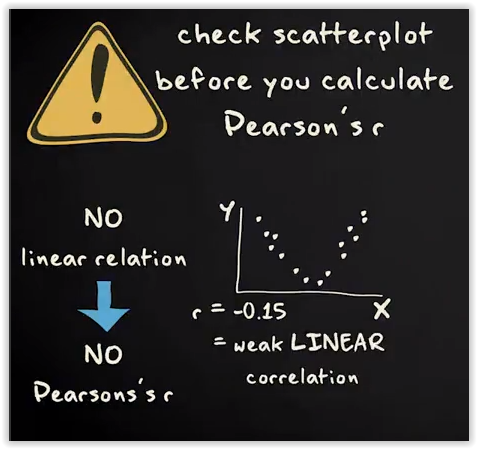 check scatterplot
before you calculate
Pearson's r
NO
linear relation
NO
Pearsons's r
Y
X
r = -0.15
= weak LINEAR
correlation